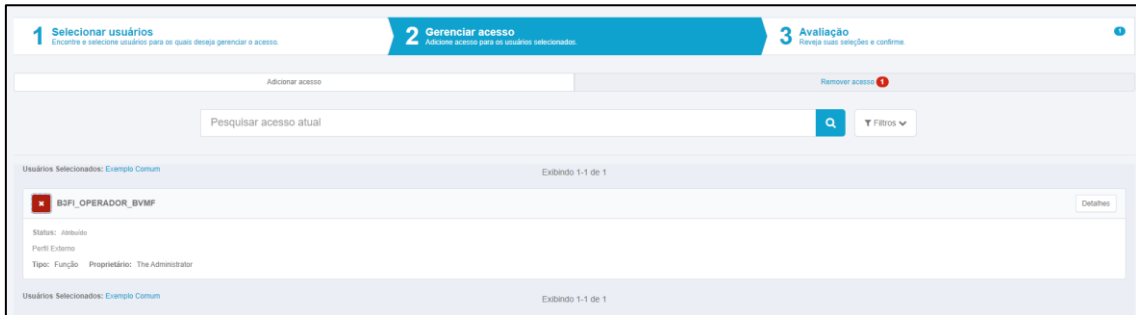 1 Selecionar usuários
Encontre e selecione usuários para os quais deseja gerenciar o acesso.
2 Gerenciar acesso
Adicione acesso para os usuários selecionados.
3 Avaliação
Reveja suas seleções e confirme.
1
Adicionar acesso
Remover acesso 1
Pesquisar acesso atual
Filtros
Usuários Selecionados: Exemplo Comum
Exibindo 1-1 de 1
B3FI_OPERADOR_BVMF
Detalhes
Status: Atribuído
Perfil Externo
Tipo: Função Proprietário: The Administrator
Usuários Selecionados: Exemplo Comum
Exibindo 1-1 de 1